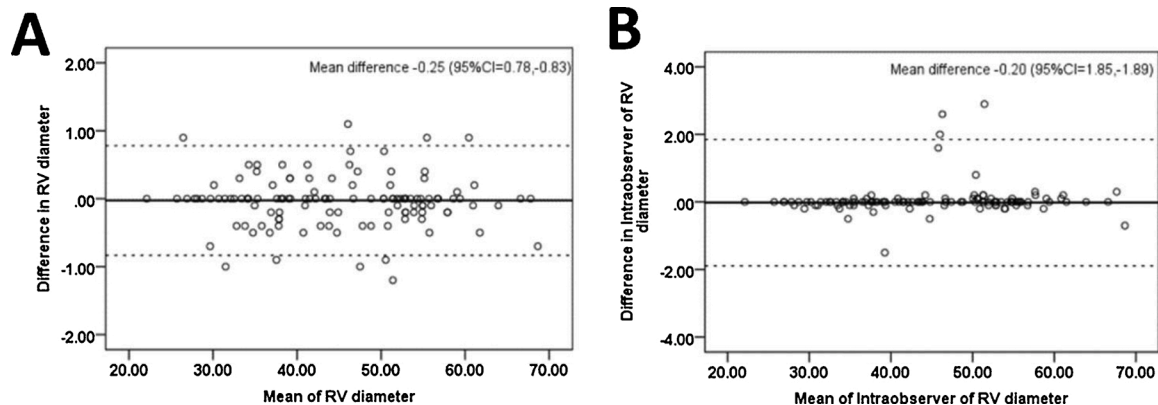 A
Mean difference -0.25 (95%CI=0.78,-0.83)
2.00
1.00
.00
-1.00
-2.00
Difference in RV diameter
20.00 30.00 40.00 50.00 60.00 70.00
Mean of RV diameter
B
Mean difference -0.20 (95%CI=1.85,-1.89)
4.00
2.00
.00
-2.00
-4.00
Difference in Intraobserver of RV
diameter
20.00 30.00 40.00 50.00 60.00 70.00
Mean of Intraobserver of RV diameter